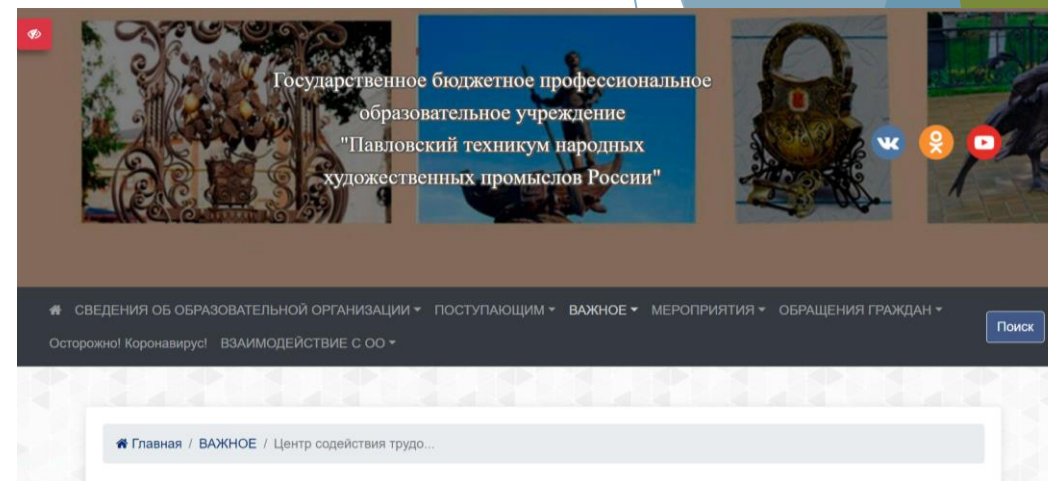 Государственное бюджетное профессиональное
образовательное учреждение
"Павловский техникум народных
художественных промыслов России"
СВЕДЕНИЯ ОБ ОБРАЗОВАТЕЛЬНОЙ ОРГАНИЗАЦИИ ПОСТУПАЮЩИМ ВАЖНОЕ МЕРОПРИЯТИЯ ОБРАЩЕНИЯ ГРАЖДАН
Поиск
Осторожно! Коронавирус! ВЗАИМОДЕЙСТВИЕ С ОО
Главная / ВАЖНОЕ / Центр содействия трудо...